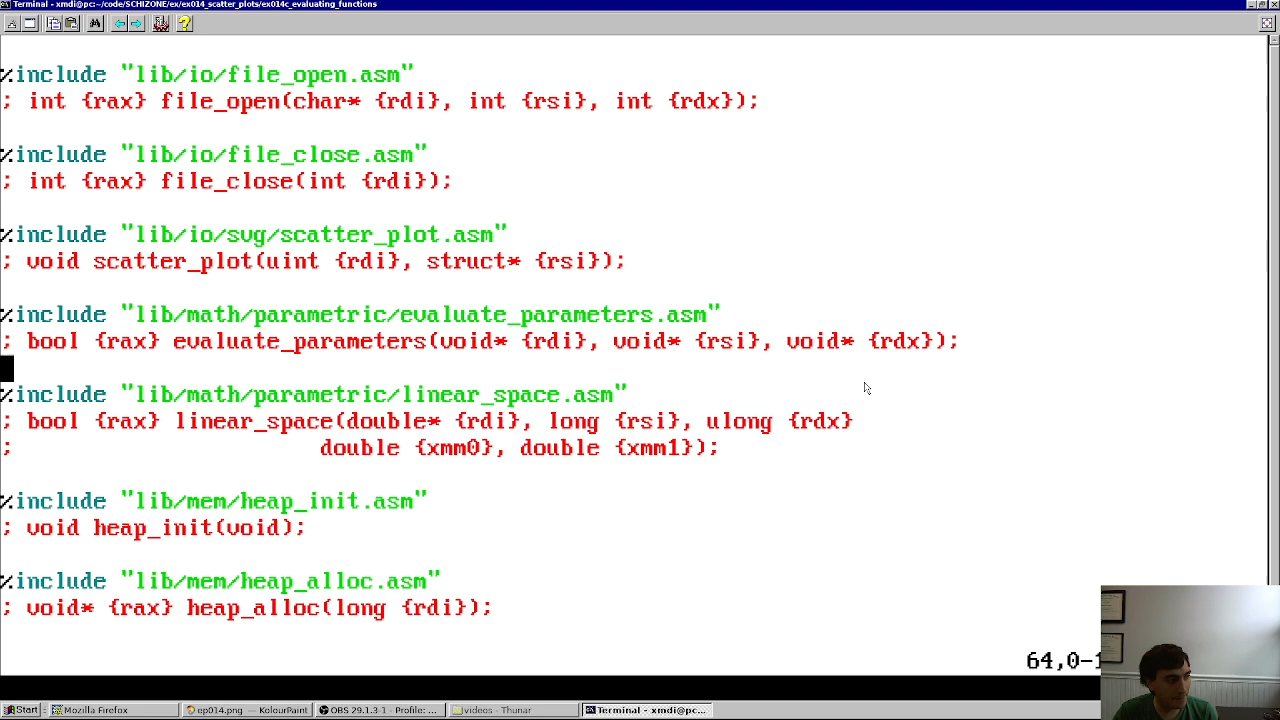 Terminal - xmdi@pc:~/code/SCHIZONE/ex/ex014_scatter_plots/ex014c_evaluating_functions
%include "lib/io/file_open.asm"
; int {rax} file_open(char* {rdi}, int {rsi}, int {rdx});
%include "lib/io/file_close.asm"
; int {rax} file_close(int {rdi});
%include "lib/io/svg/scatter_plot.asm"
; void scatter_plot(uint {rdi}, struct* {rsi});
%include "lib/math/parametric/evaluate_parameters.asm"
; bool {rax} evaluate_parameters(void* {rdi}, void* {rsi}, void* {rdx});
%include "lib/math/parametric/linear_space.asm"
; bool {rax} linear_space(double* {rdi}, long {rsi}, ulong {rdx}
; double {xmm0}, double {xmm1});
%include "lib/mem/heap_init.asm"
; void heap_init(void);
%include "lib/mem/heap_alloc.asm"
; void* {rax} heap_alloc(long {rdi});
64,0-1
Start Mozilla Firefox ep014.png — KolourPaint OBS 29.1.3-1 - Profile: ... videos - Thunar Terminal - xmdi@pc:...